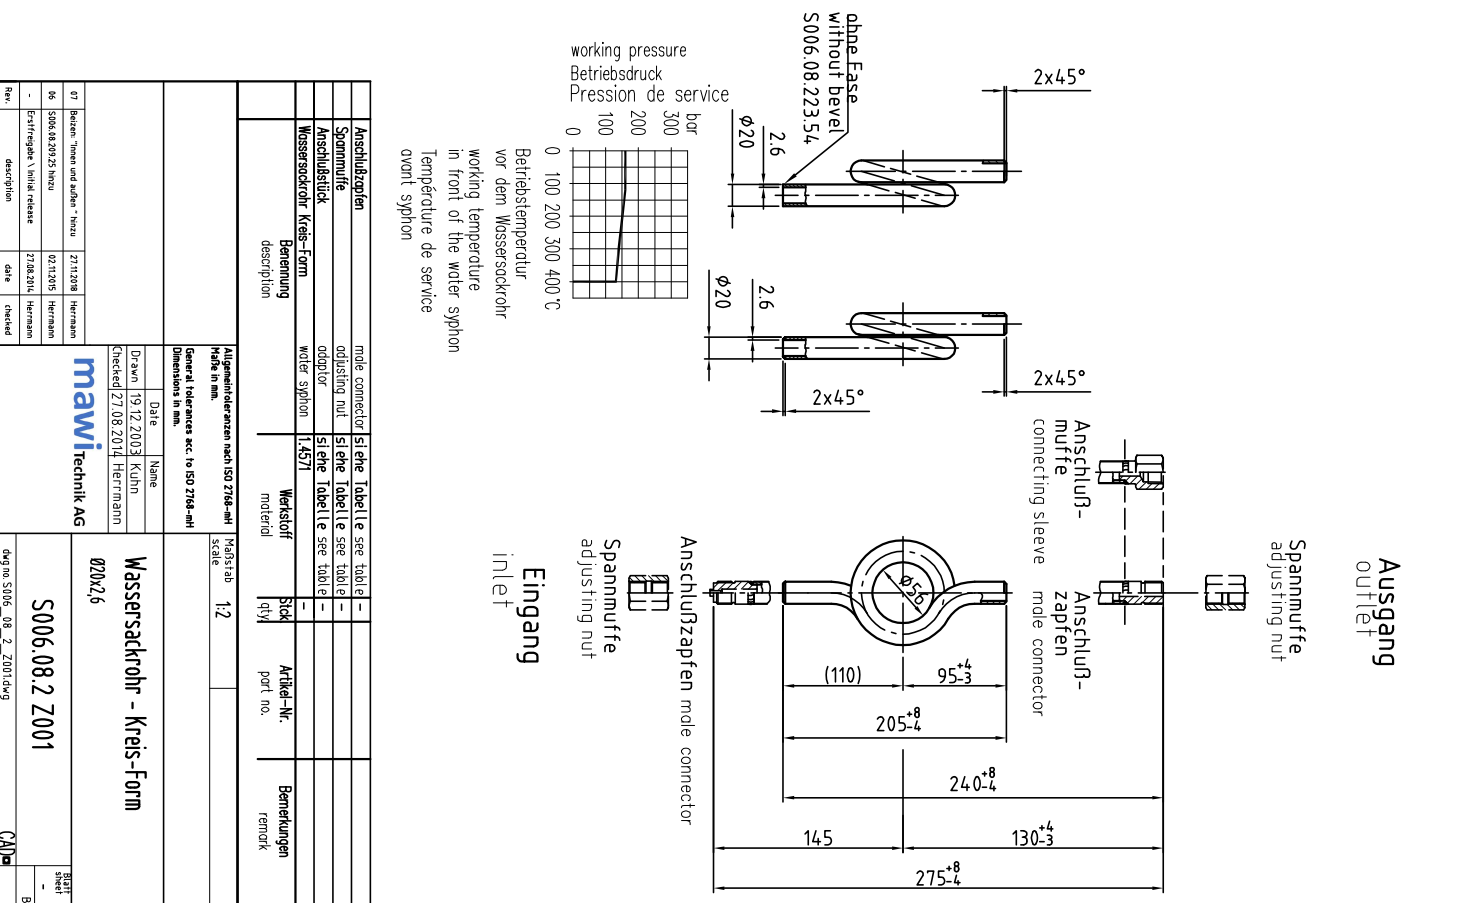 Ausgang
outlet
Spannmuffe
adjusting nut
Anschluß-
muffe
connecting sleeve
Anschluß-
zapfen
male connector
Anschlußzapfen male connector
Spannmuffe
adjusting nut
Eingang
inlet
ohne Fase
without bevel
S006.08.223.54
2x45°
2.6
Ø20
2x45°
2.6
Ø20
2x45°
Ø56
(110)
95 +4 -3
205 +8 -4
240 +8 -4
145
130 +4 -3
275 +8 -4
working pressure
Betriebsdruck
Pression de service
bar
300
200
100
0
0 100 200 300 400 °C
Betriebstemperatur
vor dem Wassersackrohr
working temperature
in front of the water syphon
Température de service
avant syphon
Anschlußzapfen male connector siehe Tabelle see table -
Spannmuffe adjusting nut siehe Tabelle see table -
Anschlußstück adaptor siehe Tabelle see table -
Wassersackrohr Kreis-Form water syphon 1.4571 -
Benennung Werkstoff Stck Artikel-Nr. Bemerkungen
description material qty part no. remark
Allgemeintoleranzen nach ISO 2768-mH
Maße in mm.
General tolerances acc. to ISO 2768-mH
Dimensions in mm.
Maßstab
scale
1:2
Date Name
Drawn 19.12.2003 Kuhn
Checked 27.08.2014 Herrmann
mawi Technik AG
Wassersackrohr - Kreis-Form
Ø20x2,6
S006.08.2 Z001
dwg no. S006_08_2__Z001.dwg
CAD
Blatt
sheet
-
B
07 Beizen: "Innen und außen" hinzu 27.11.2018 Herrmann
06 S006.08.209.25 hinzu 02.11.2015 Herrmann
- Erstfreigabe \ Initial release 27.08.2014 Herrmann
Rev. description date checked